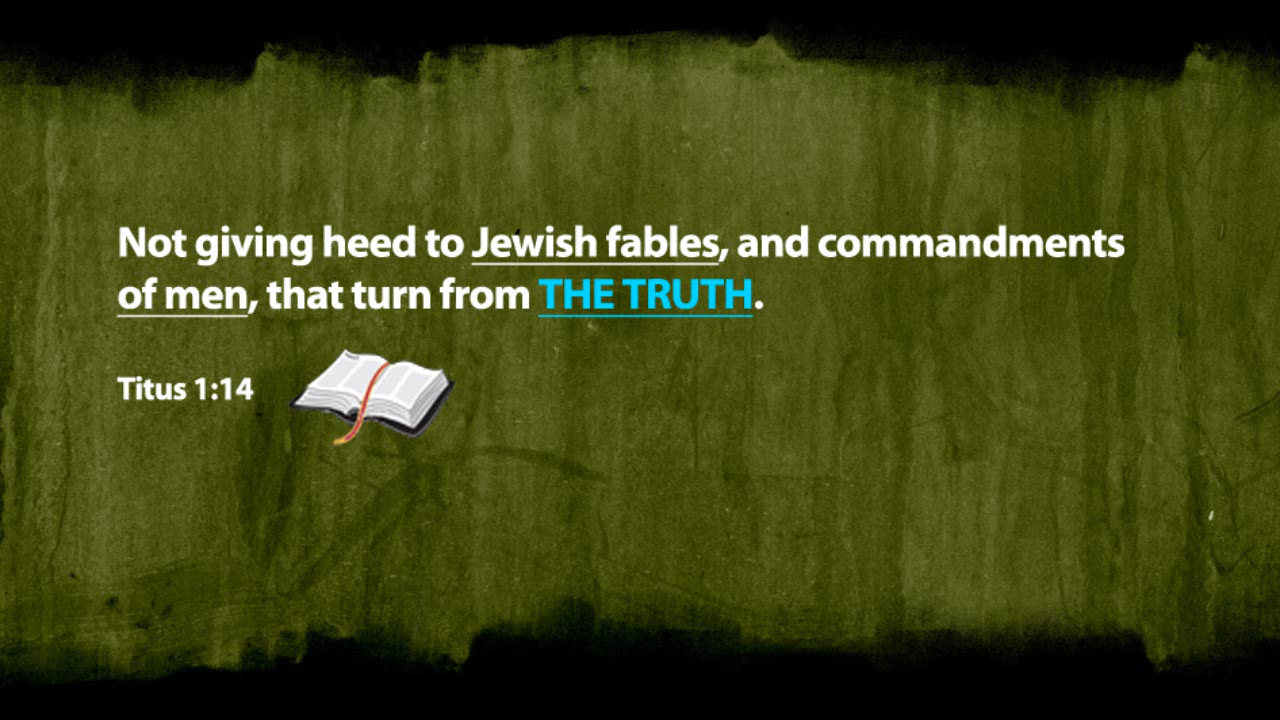 Not giving heed to Jewish fables, and commandments
of men, that turn from THE TRUTH.
Titus 1:14